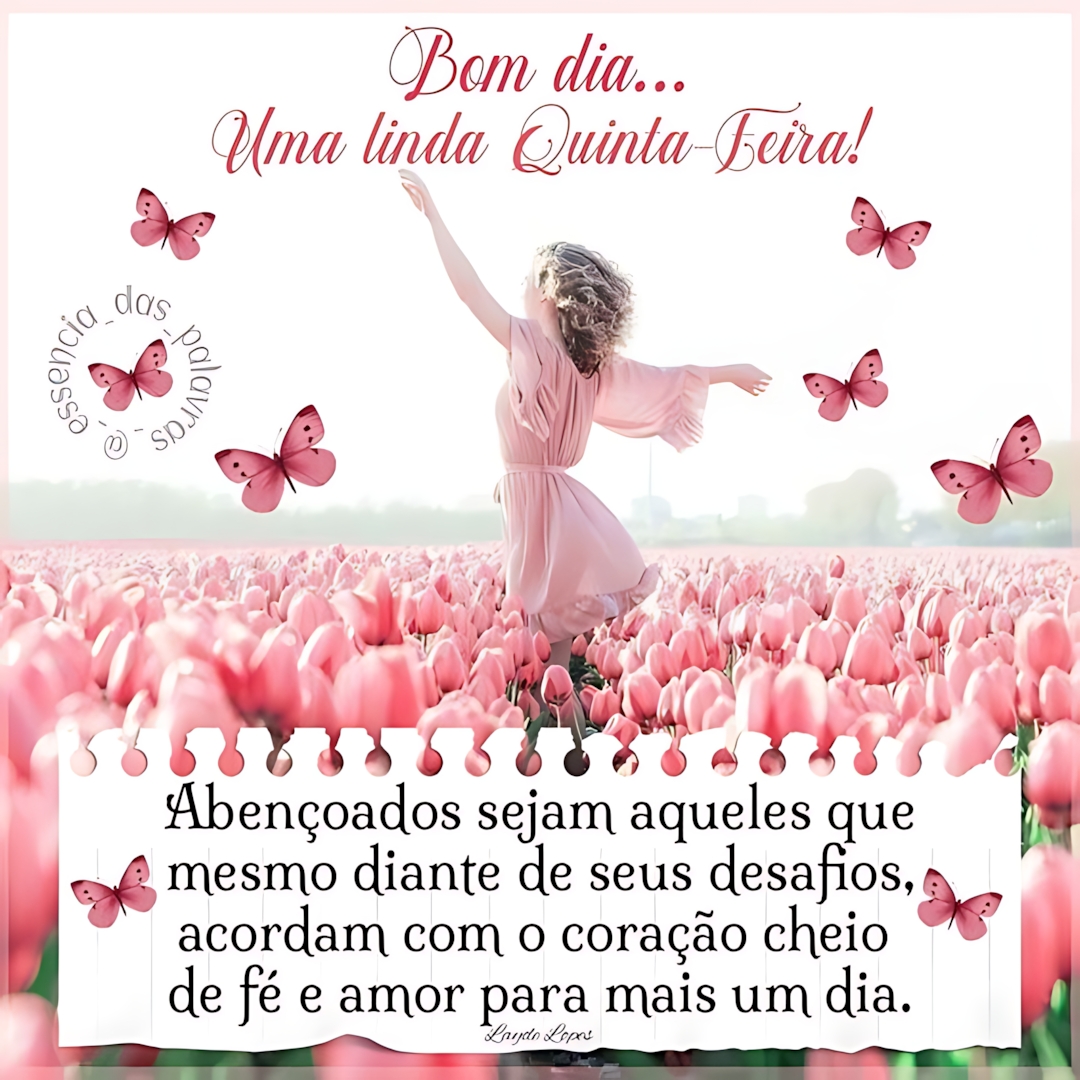 Bom dia...
Uma linda Quinta-Feira!
@_essencia_das_palavras_
Abençoados sejam aqueles que
mesmo diante de seus desafios,
acordam com o coração cheio
de fé e amor para mais um dia.
Lopes